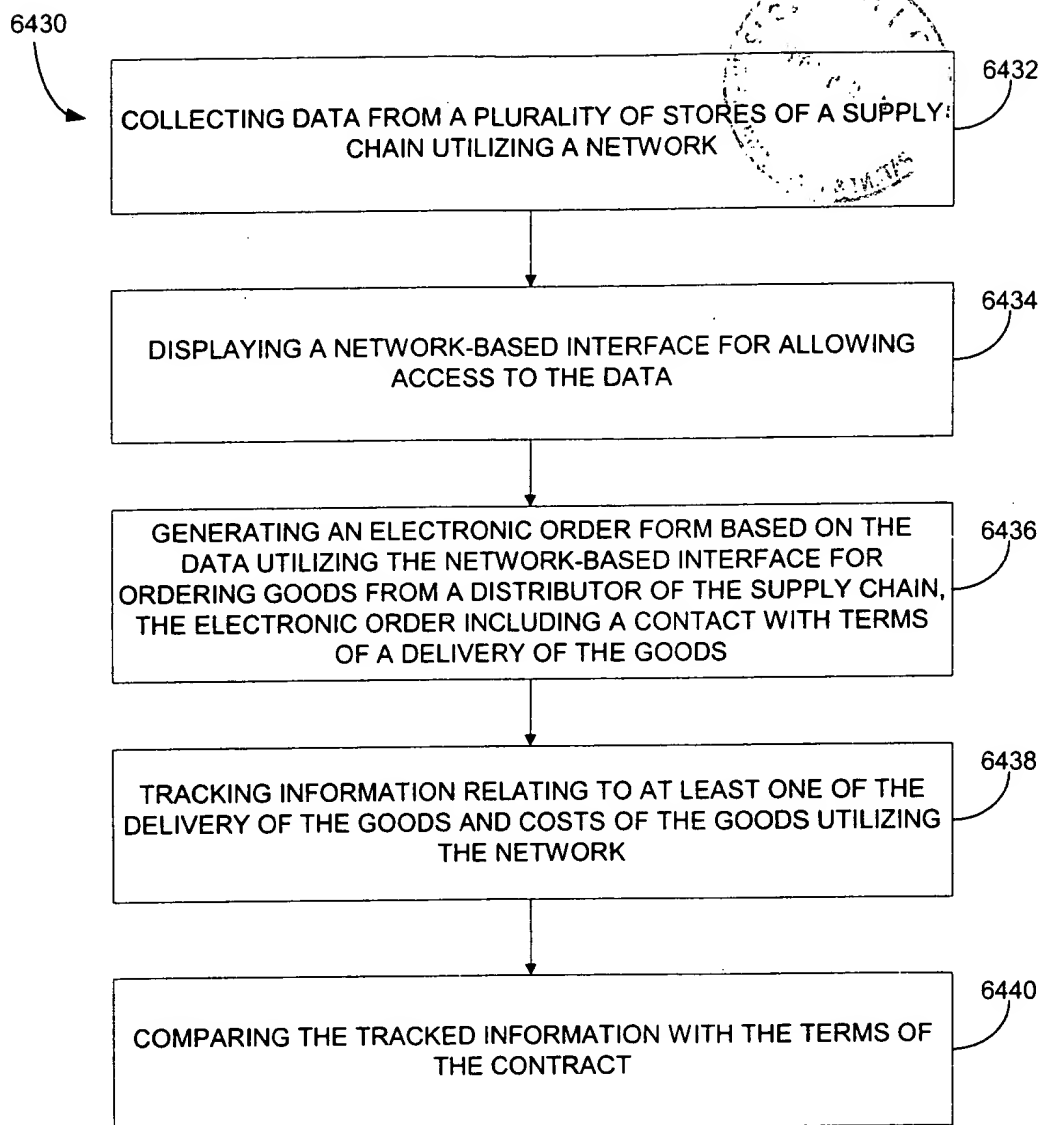 6430
6432
COLLECTING DATA FROM A PLURALITY OF STORES OF A SUPPLY
CHAIN UTILIZING A NETWORK
6434
DISPLAYING A NETWORK-BASED INTERFACE FOR ALLOWING
ACCESS TO THE DATA
6436
GENERATING AN ELECTRONIC ORDER FORM BASED ON THE
DATA UTILIZING THE NETWORK-BASED INTERFACE FOR
ORDERING GOODS FROM A DISTRIBUTOR OF THE SUPPLY CHAIN,
THE ELECTRONIC ORDER INCLUDING A CONTACT WITH TERMS
OF A DELIVERY OF THE GOODS
6438
TRACKING INFORMATION RELATING TO AT LEAST ONE OF THE
DELIVERY OF THE GOODS AND COSTS OF THE GOODS UTILIZING
THE NETWORK
6440
COMPARING THE TRACKED INFORMATION WITH THE TERMS OF
THE CONTRACT